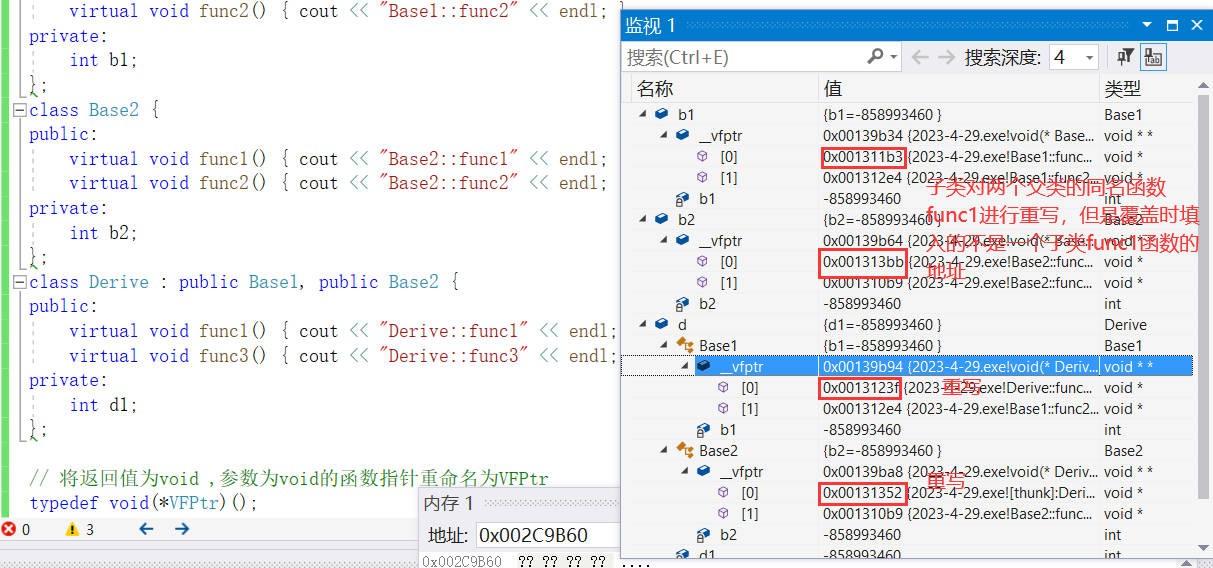 virtual void func2() { cout << "Base1::func2" << endl; }
private:
int b1;
};
class Base2 {
public:
virtual void func1() { cout << "Base2::func1" << endl;
virtual void func2() { cout << "Base2::func2" << endl;
private:
int b2;
};
class Derive : public Base1, public Base2 {
public:
virtual void func1() { cout << "Derive::func1" << endl;
virtual void func3() { cout << "Derive::func3" << endl;
private:
int d1;
};
// 将返回值为void ,参数为void的函数指针重命名为VFPtr
typedef void(*VFPtr)();
0 3
内存 1
地址: 0x002C9B60
0x002C9B60 ?? ?? ?? ?? ....
监视 1
搜索(Ctrl+E) 搜索深度: 4
名称 值 类型
b1 {b1=-858993460 } Base1
__vfptr 0x00139b34 {2023-4-29.exe!void(* Base... void * *
[0] 0x001311b3 {2023-4-29.exe!Base1::func... void *
[1] 0x001312e4 {2023-4-29.exe!Base1::func2... void *
b1 -858993460 int
b2 {b2=-858993460 } Base2
__vfptr 0x00139b64 {2023-4-29.exe!void(* Base... void * *
[0] 0x001313bb {2023-4-29.exe!Base2::func... void *
[1] 0x001310b9 {2023-4-29.exe!Base2::func2... void *
b2 -858993460 int
子类对两个父类的同名函数
func1进行重写，但是覆盖时填
入的不是一个子类func1函数的
地址
d {d1=-858993460 } Derive
Base1 {b1=-858993460 } Base1
__vfptr 0x00139b94 {2023-4-29.exe!void(* Deriv... void * *
[0] 0x0013123f {2023-4-29.exe!Derive::func... void *
重写
[1] 0x001312e4 {2023-4-29.exe!Base1::func2... void *
b1 -858993460 int
Base2 {b2=-858993460 } Base2
__vfptr 0x00139ba8 {2023-4-29.exe!void(* Deriv... void * *
重写
[0] 0x00131352 {2023-4-29.exe![thunk]:Deri... void *
[1] 0x001310b9 {2023-4-29.exe!Base2::func... void *
b2 -858993460 int
d1 -858993460 int